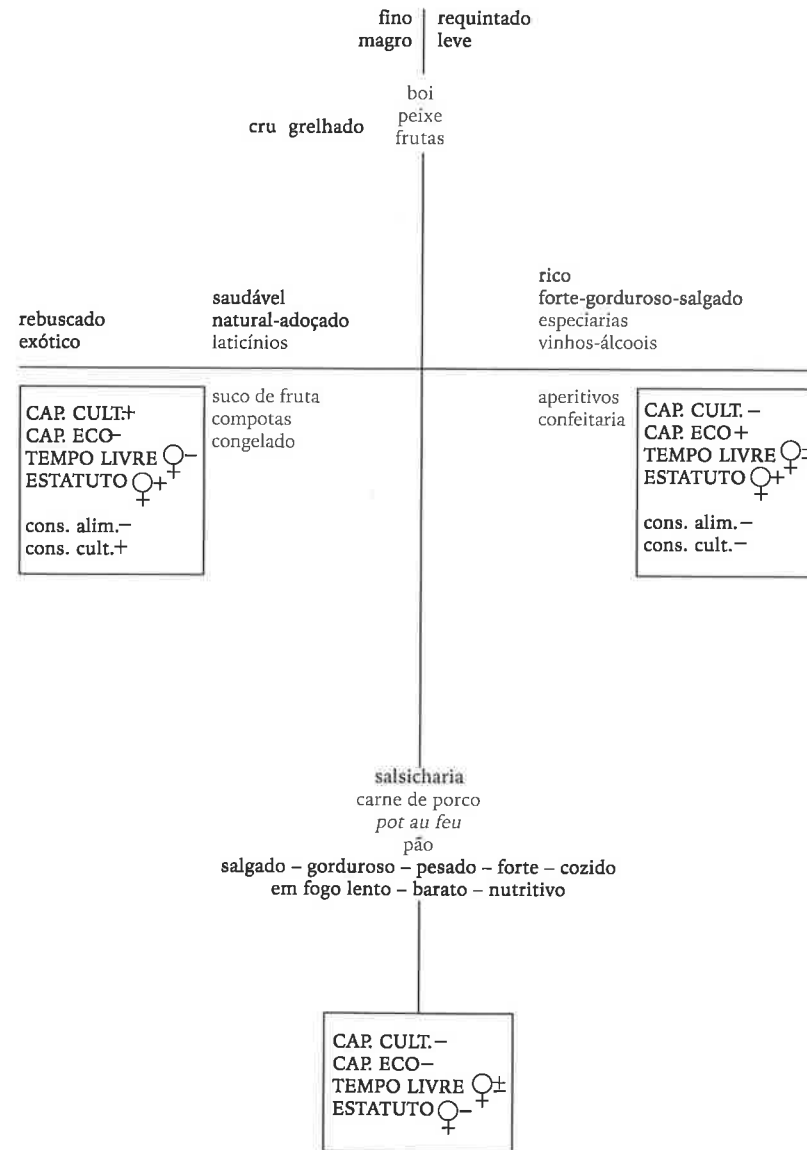 fino requintado
magro leve
boi
cru grelhado peixe
frutas
rebuscado
exótico
saudável
natural-adoçado
laticínios
rico
forte-gorduroso-salgado
especiarias
vinhos-álcoois
CAP. CULT.+
CAP. ECO-
TEMPO LIVRE ♀-
ESTATUTO ♀+
cons. alim.-
cons. cult.+
suco de fruta
compotas
congelado
aperitivos
confeitaria
CAP. CULT. -
CAP. ECO+
TEMPO LIVRE ♀±
ESTATUTO ♀+
cons. alim.-
cons. cult.-
salsicharia
carne de porco
pot au feu
pão
salgado – gorduroso – pesado – forte – cozido
em fogo lento – barato – nutritivo
CAP. CULT.-
CAP. ECO-
TEMPO LIVRE ♀±
ESTATUTO ♀-